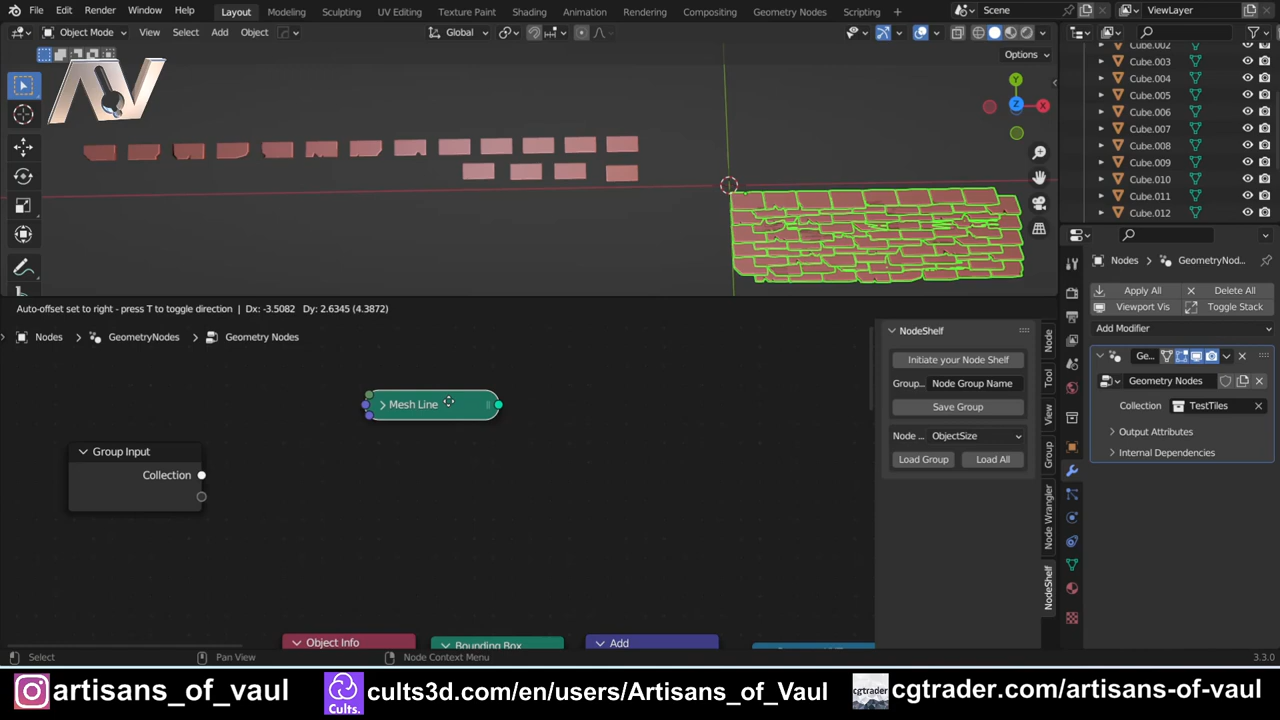 File Edit Render Window Help Layout Modeling Sculpting UV Editing Texture Paint Shading Animation Rendering Compositing Geometry Nodes Scripting Scene ViewLayer
Object Mode View Select Add Object Global
Options
AV
Y
X
Z
Cube.002
Cube.003
Cube.004
Cube.005
Cube.006
Cube.007
Cube.008
Cube.009
Cube.010
Cube.011
Cube.012
Nodes GeometryNod...
Apply All Delete All
Viewport Vis Toggle Stack
Add Modifier
Ge...
Geometry Nodes
Collection TestTiles
Output Attributes
Internal Dependencies
Auto-offset set to right - press T to toggle direction | Dx: -3.5082 Dy: 2.6345 (4.3872)
Nodes GeometryNodes Geometry Nodes
Mesh Line
Group Input
Collection
Object Info Bounding Box Add
NodeShelf
Initiate your Node Shelf
Group... Node Group Name
Save Group
Node ... ObjectSize
Load Group Load All
Node
Tool
View
Group
Node Wrangler
NodeShelf
Select Pan View Node Context Menu 3.3.0
artisans_of_vaul Cults. cults3d.com/en/users/Artisans_of_Vaul cgtrader cgtrader.com/artisans-of-vaul